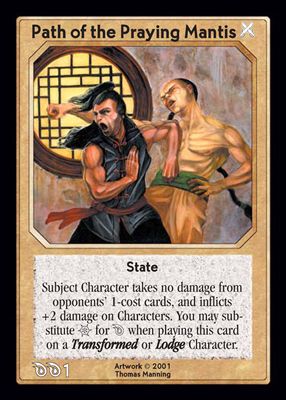 Path of the Praying Mantis
State
Subject Character takes no damage from
opponents' 1-cost cards, and inflicts
+2 damage on Characters. You may sub-
stitute for when playing this card
on a Transformed or Lodge Character.
1
Artwork © 2001
Thomas Manning